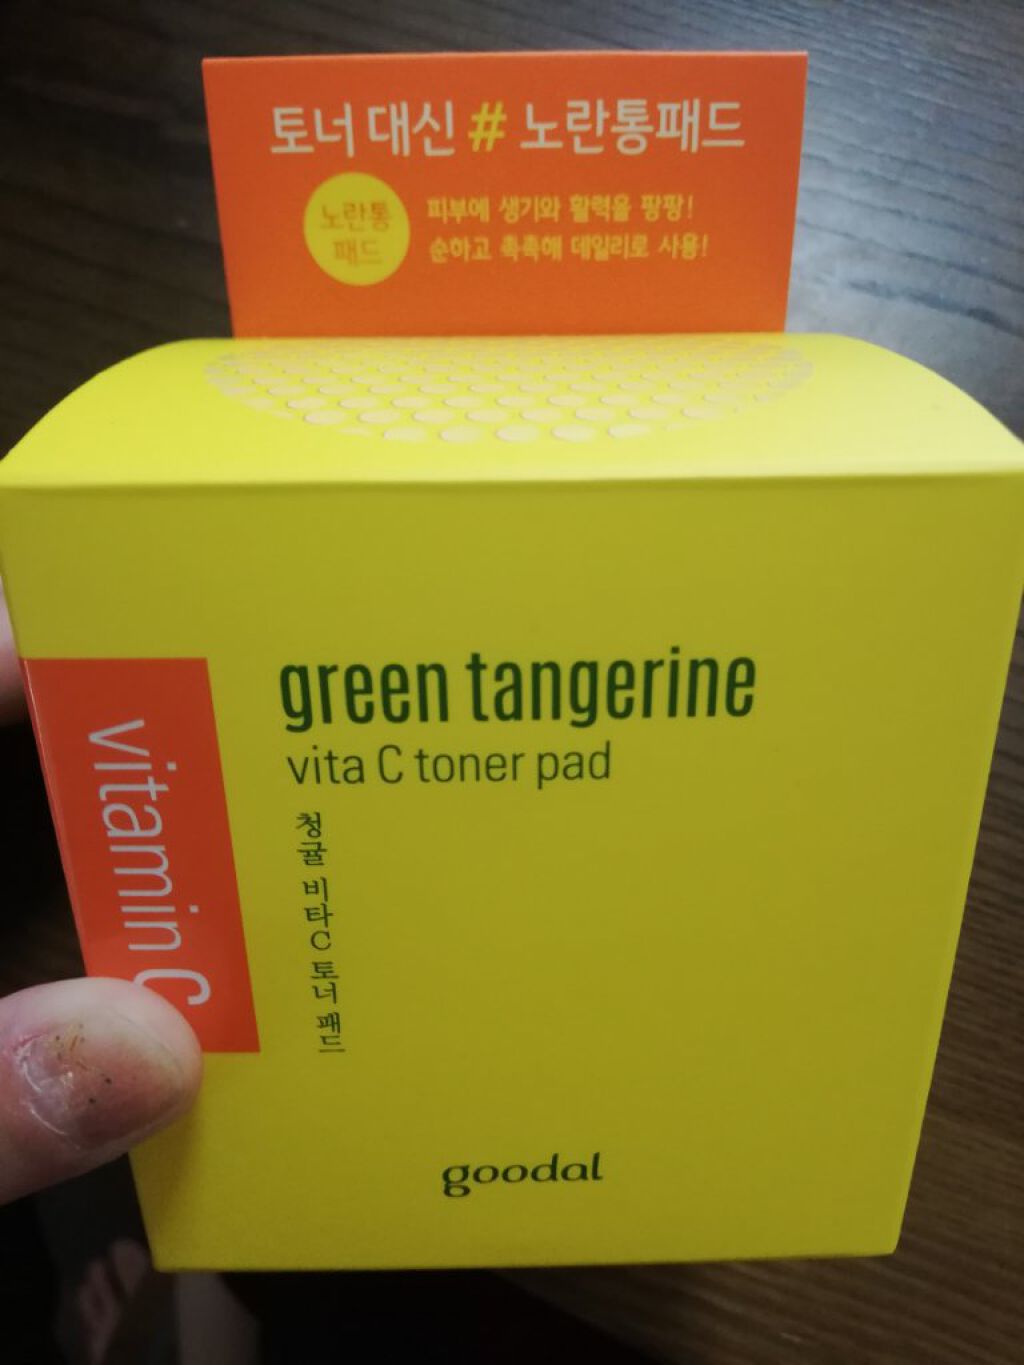 토너 대신 # 노란통패드
노란통
패드
피부에 생기와 활력을 팡팡!
순하고 촉촉해 데일리로 사용!
green tangerine
vita C toner pad
vitamin C
청귤 비타C 토너 패드
goodal